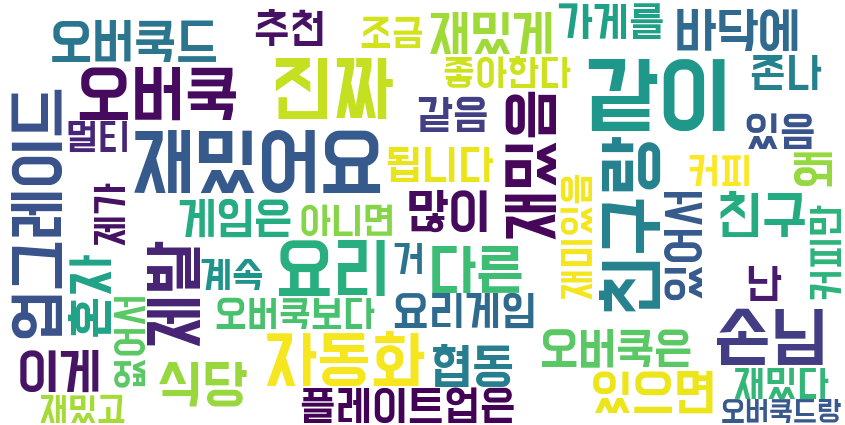 오버쿡드
추천
조금
재밌게
가게를
바닥에
오버쿡
진짜
좋아한다
같이
존나
업그레이드
멀티
재밌어요
같음
재밌음
있음
됩니다
친구랑
커피
왜
제가
게임은
아니면
많이
재미있음
있어서
친구
커피만
혼자
제발
계속
요리
거
다른
난
없어서
오버쿡보다
요리게임
손님
이게
식당
자동화
협동
오버쿡은
있으면
재밌다
재밌고
플레이트업은
오버쿡드랑